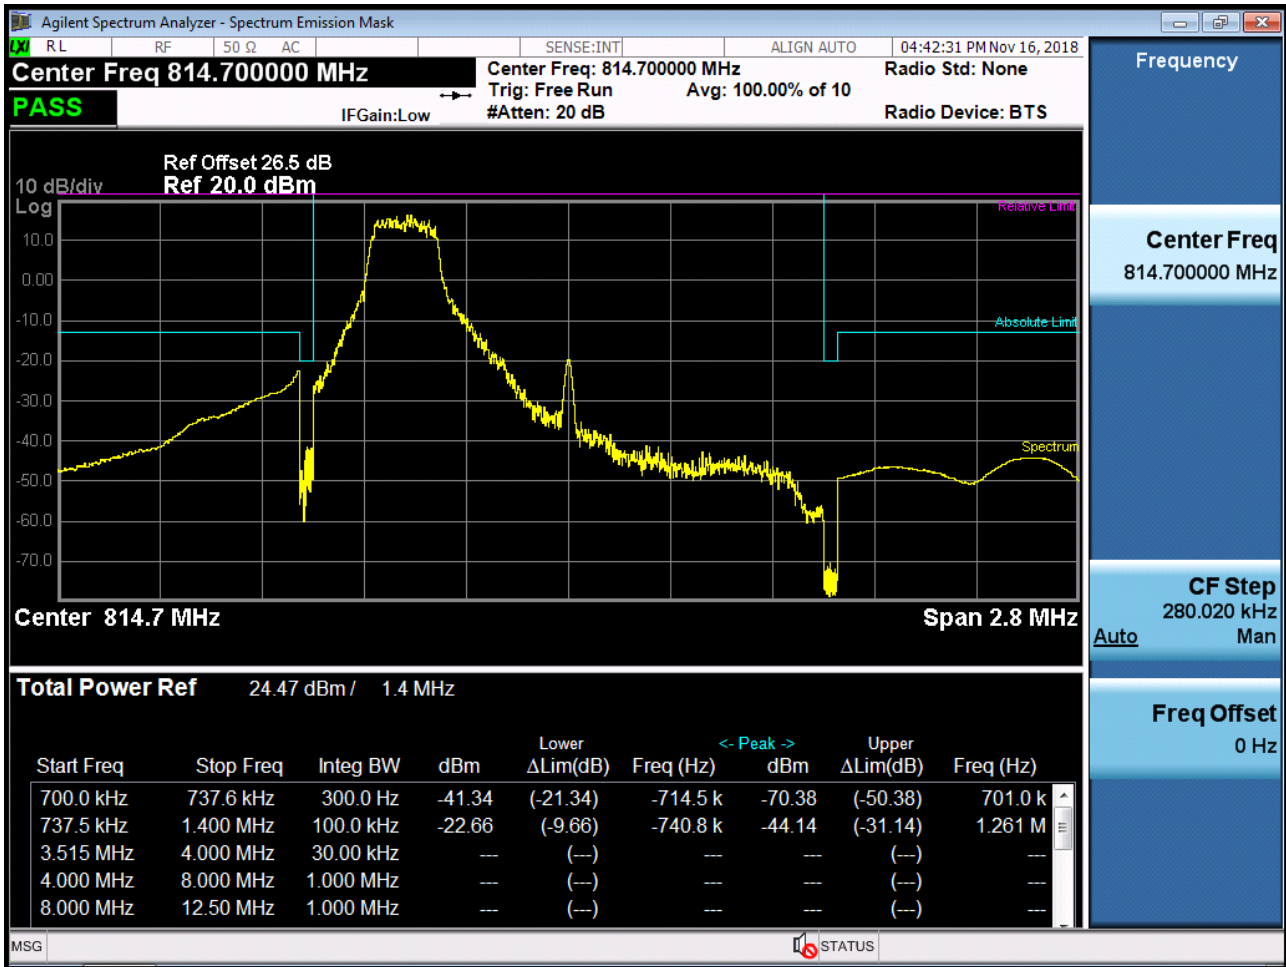 Agilent Spectrum Analyzer - Spectrum Emission Mask
LXI RL RF 50 Ω AC SENSE:INT ALIGN AUTO 04:42:31 PM Nov 16, 2018
Center Freq 814.700000 MHz
Center Freq: 814.700000 MHz Radio Std: None
Trig: Free Run Avg: 100.00% of 10
PASS IFGain:Low #Atten: 20 dB Radio Device: BTS
Ref Offset 26.5 dB
10 dB/div Ref 20.0 dBm
Log
Relative Limit
10.0
0.00
-10.0
Absolute Limit
-20.0
-30.0
-40.0
Spectrum
-50.0
-60.0
-70.0
Center 814.7 MHz Span 2.8 MHz
Total Power Ref 24.47 dBm / 1.4 MHz
Lower <- Peak -> Upper
Start Freq Stop Freq Integ BW dBm ΔLim(dB) Freq (Hz) dBm ΔLim(dB) Freq (Hz)
700.0 kHz 737.6 kHz 300.0 Hz -41.34 (-21.34) -714.5 k -70.38 (-50.38) 701.0 k
737.5 kHz 1.400 MHz 100.0 kHz -22.66 (-9.66) -740.8 k -44.14 (-31.14) 1.261 M
3.515 MHz 4.000 MHz 30.00 kHz --- (---) --- --- (---) ---
4.000 MHz 8.000 MHz 1.000 MHz --- (---) --- --- (---) ---
8.000 MHz 12.50 MHz 1.000 MHz --- (---) --- --- (---) ---
MSG STATUS
Frequency
Center Freq
814.700000 MHz
CF Step
280.020 kHz
Auto Man
Freq Offset
0 Hz